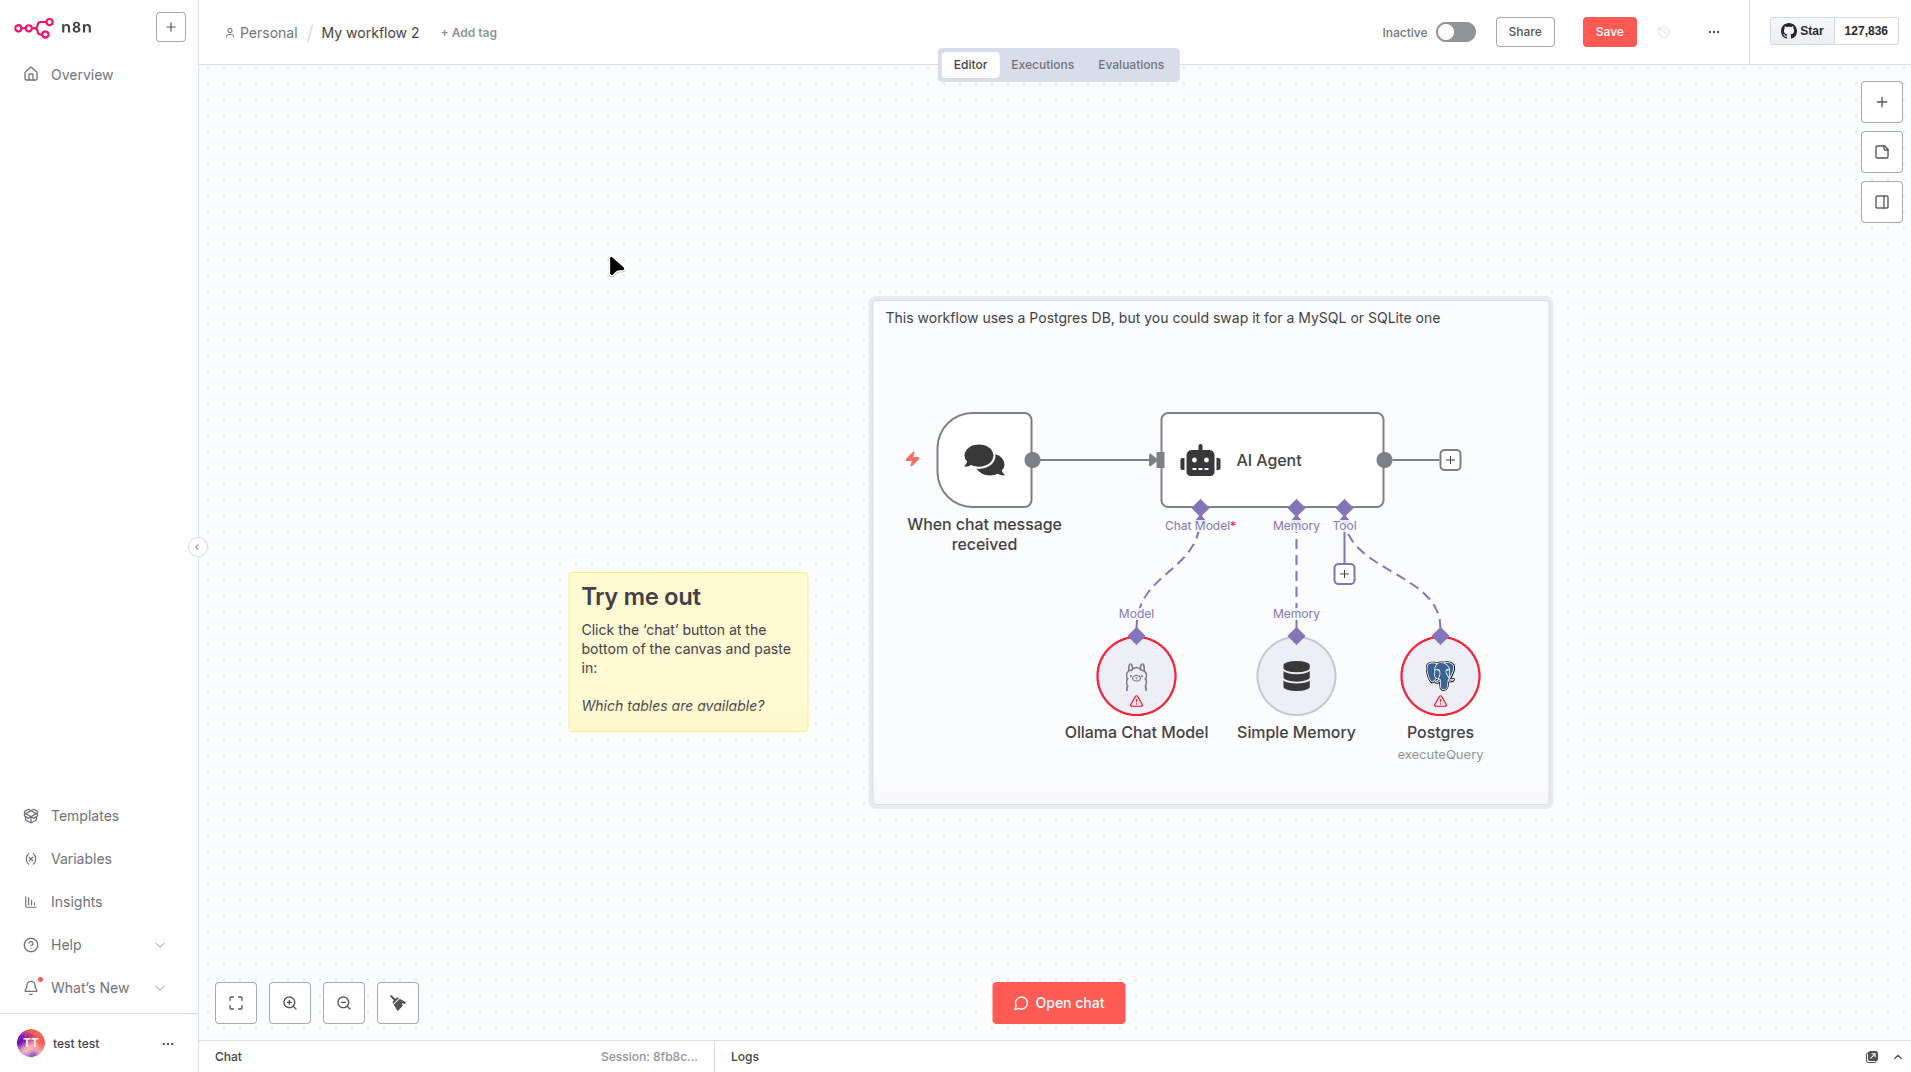 n8n
Personal / My workflow 2 + Add tag
Inactive
Share
Save
Star
127,836
Editor
Executions
Evaluations
Overview
This workflow uses a Postgres DB, but you could swap it for a MySQL or SQLite one
AI Agent
When chat message
received
Chat Model*
Memory
Tool
Model
Memory
Ollama Chat Model
Simple Memory
Postgres
executeQuery
Try me out
Click the ‘chat’ button at the
bottom of the canvas and paste
in:
Which tables are available?
Templates
Variables
Insights
Help
What’s New
TT
test test
Open chat
Chat
Session: 8fb8c...
Logs